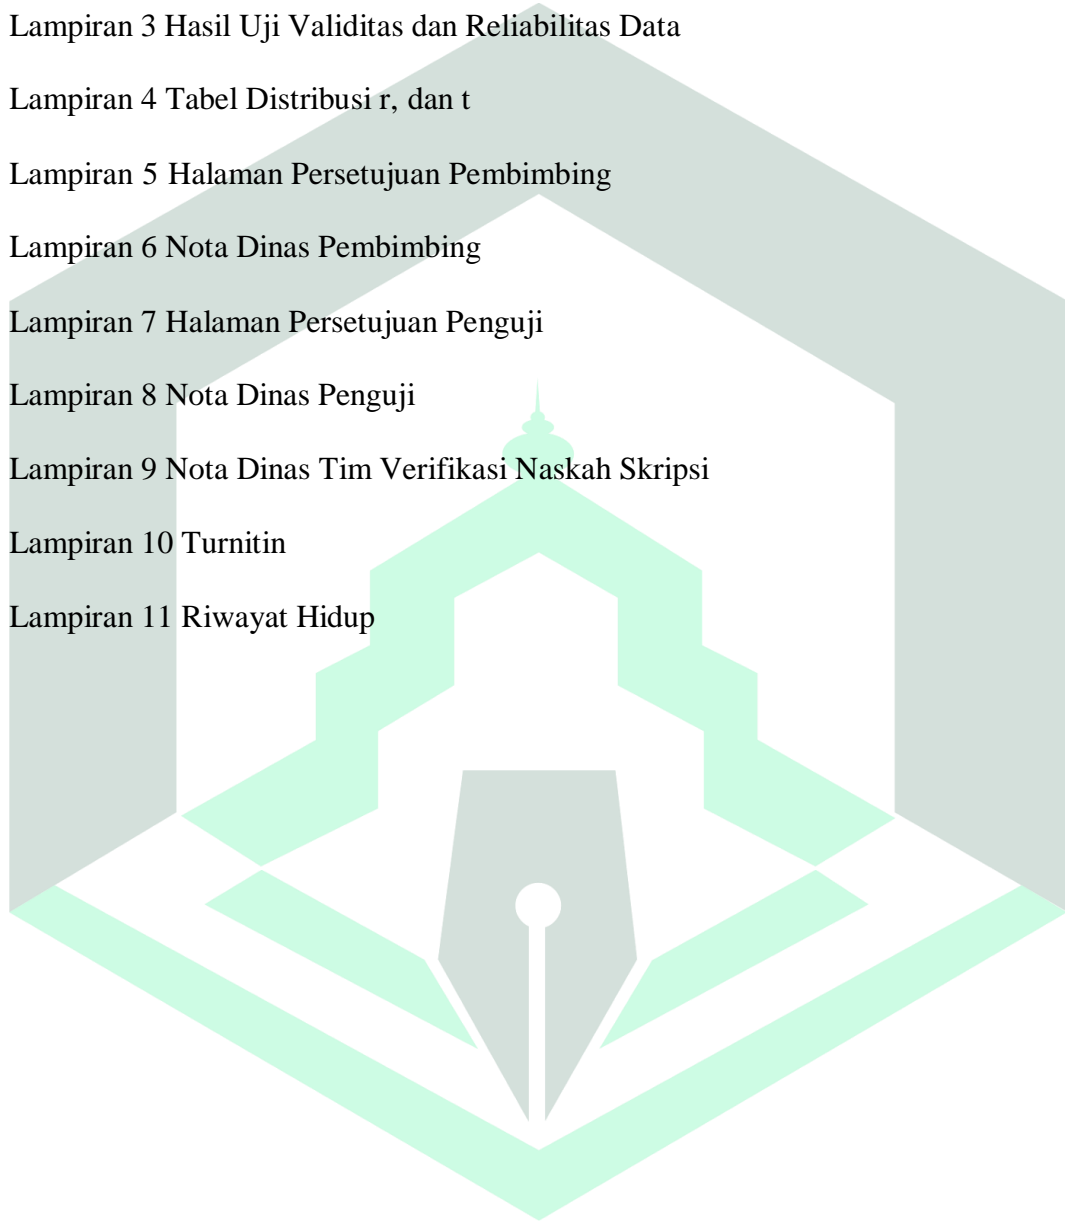 Lampiran 3 Hasil Uji Validitas dan Reliabilitas Data
Lampiran 4 Tabel Distribusi r, dan t
Lampiran 5 Halaman Persetujuan Pembimbing
Lampiran 6 Nota Dinas Pembimbing
Lampiran 7 Halaman Persetujuan Penguji
Lampiran 8 Nota Dinas Penguji
Lampiran 9 Nota Dinas Tim Verifikasi Naskah Skripsi
Lampiran 10 Turnitin
Lampiran 11 Riwayat Hidup